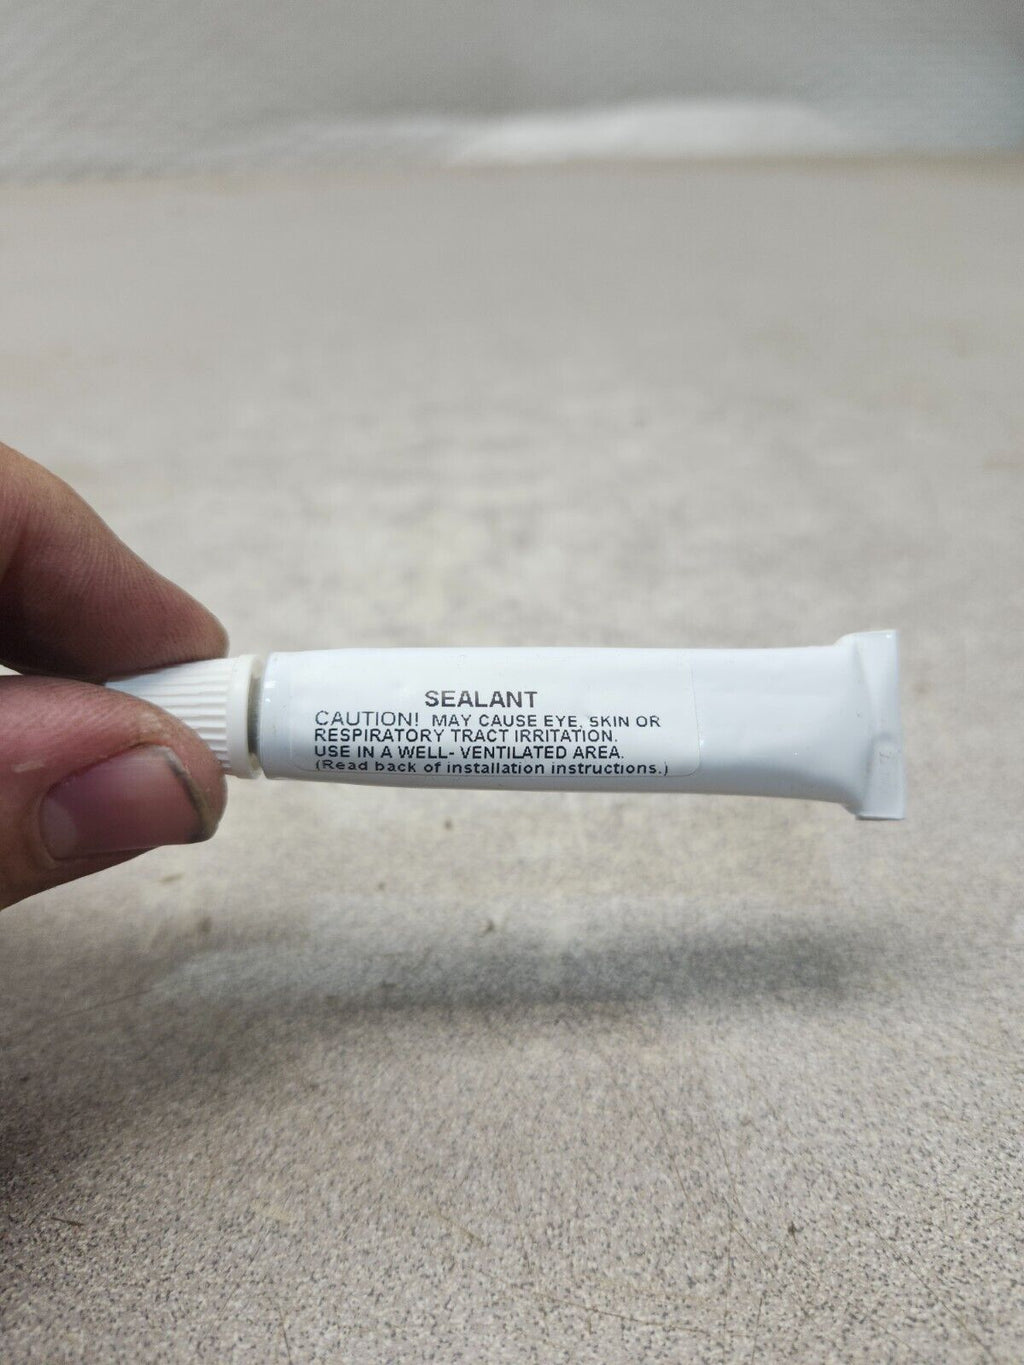 SEALANT
CAUTION! MAY CAUSE EYE, SKIN OR
RESPIRATORY TRACT IRRITATION.
USE IN A WELL- VENTILATED AREA.
(Read back of installation instructions.)